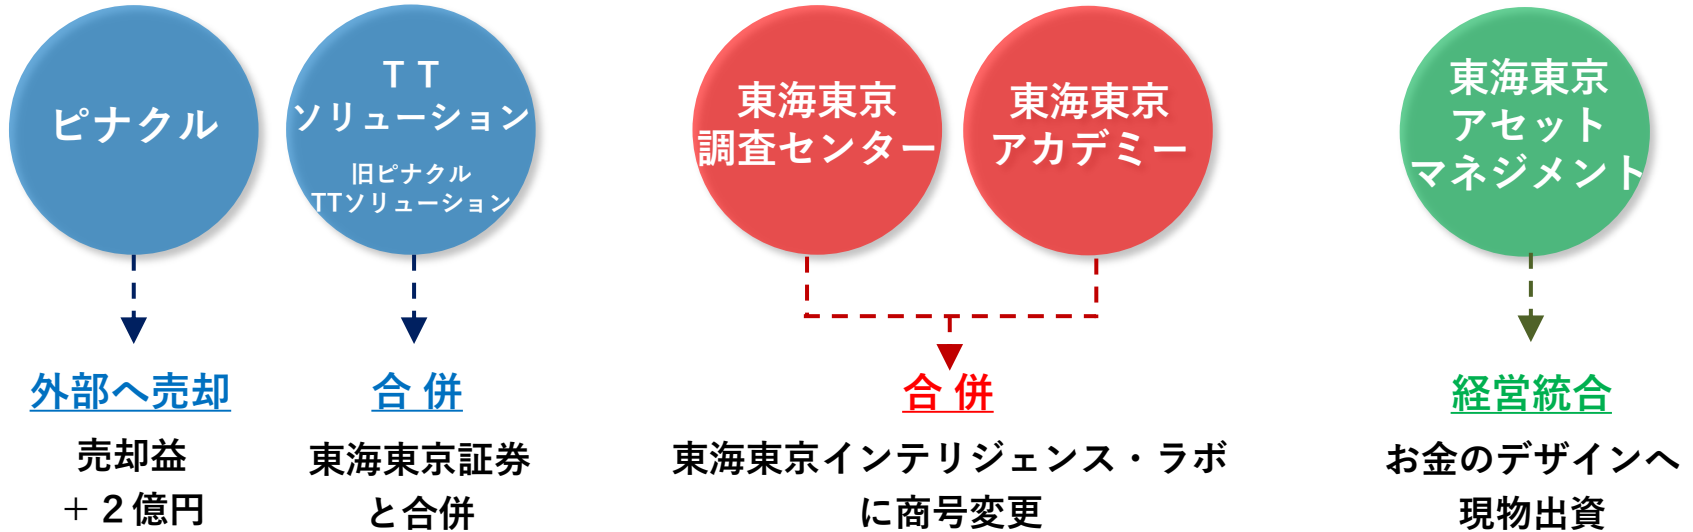 ピナクル
ＴＴ
ソリューション
旧ピナクル
TTソリューション
東海東京
調査センター
東海東京
アカデミー
東海東京
アセット
マネジメント
外部へ売却
売却益
＋２億円
合 併
東海東京証券
と合併
合 併
東海東京インテリジェンス・ラボ
に商号変更
経営統合
お金のデザインへ
現物出資